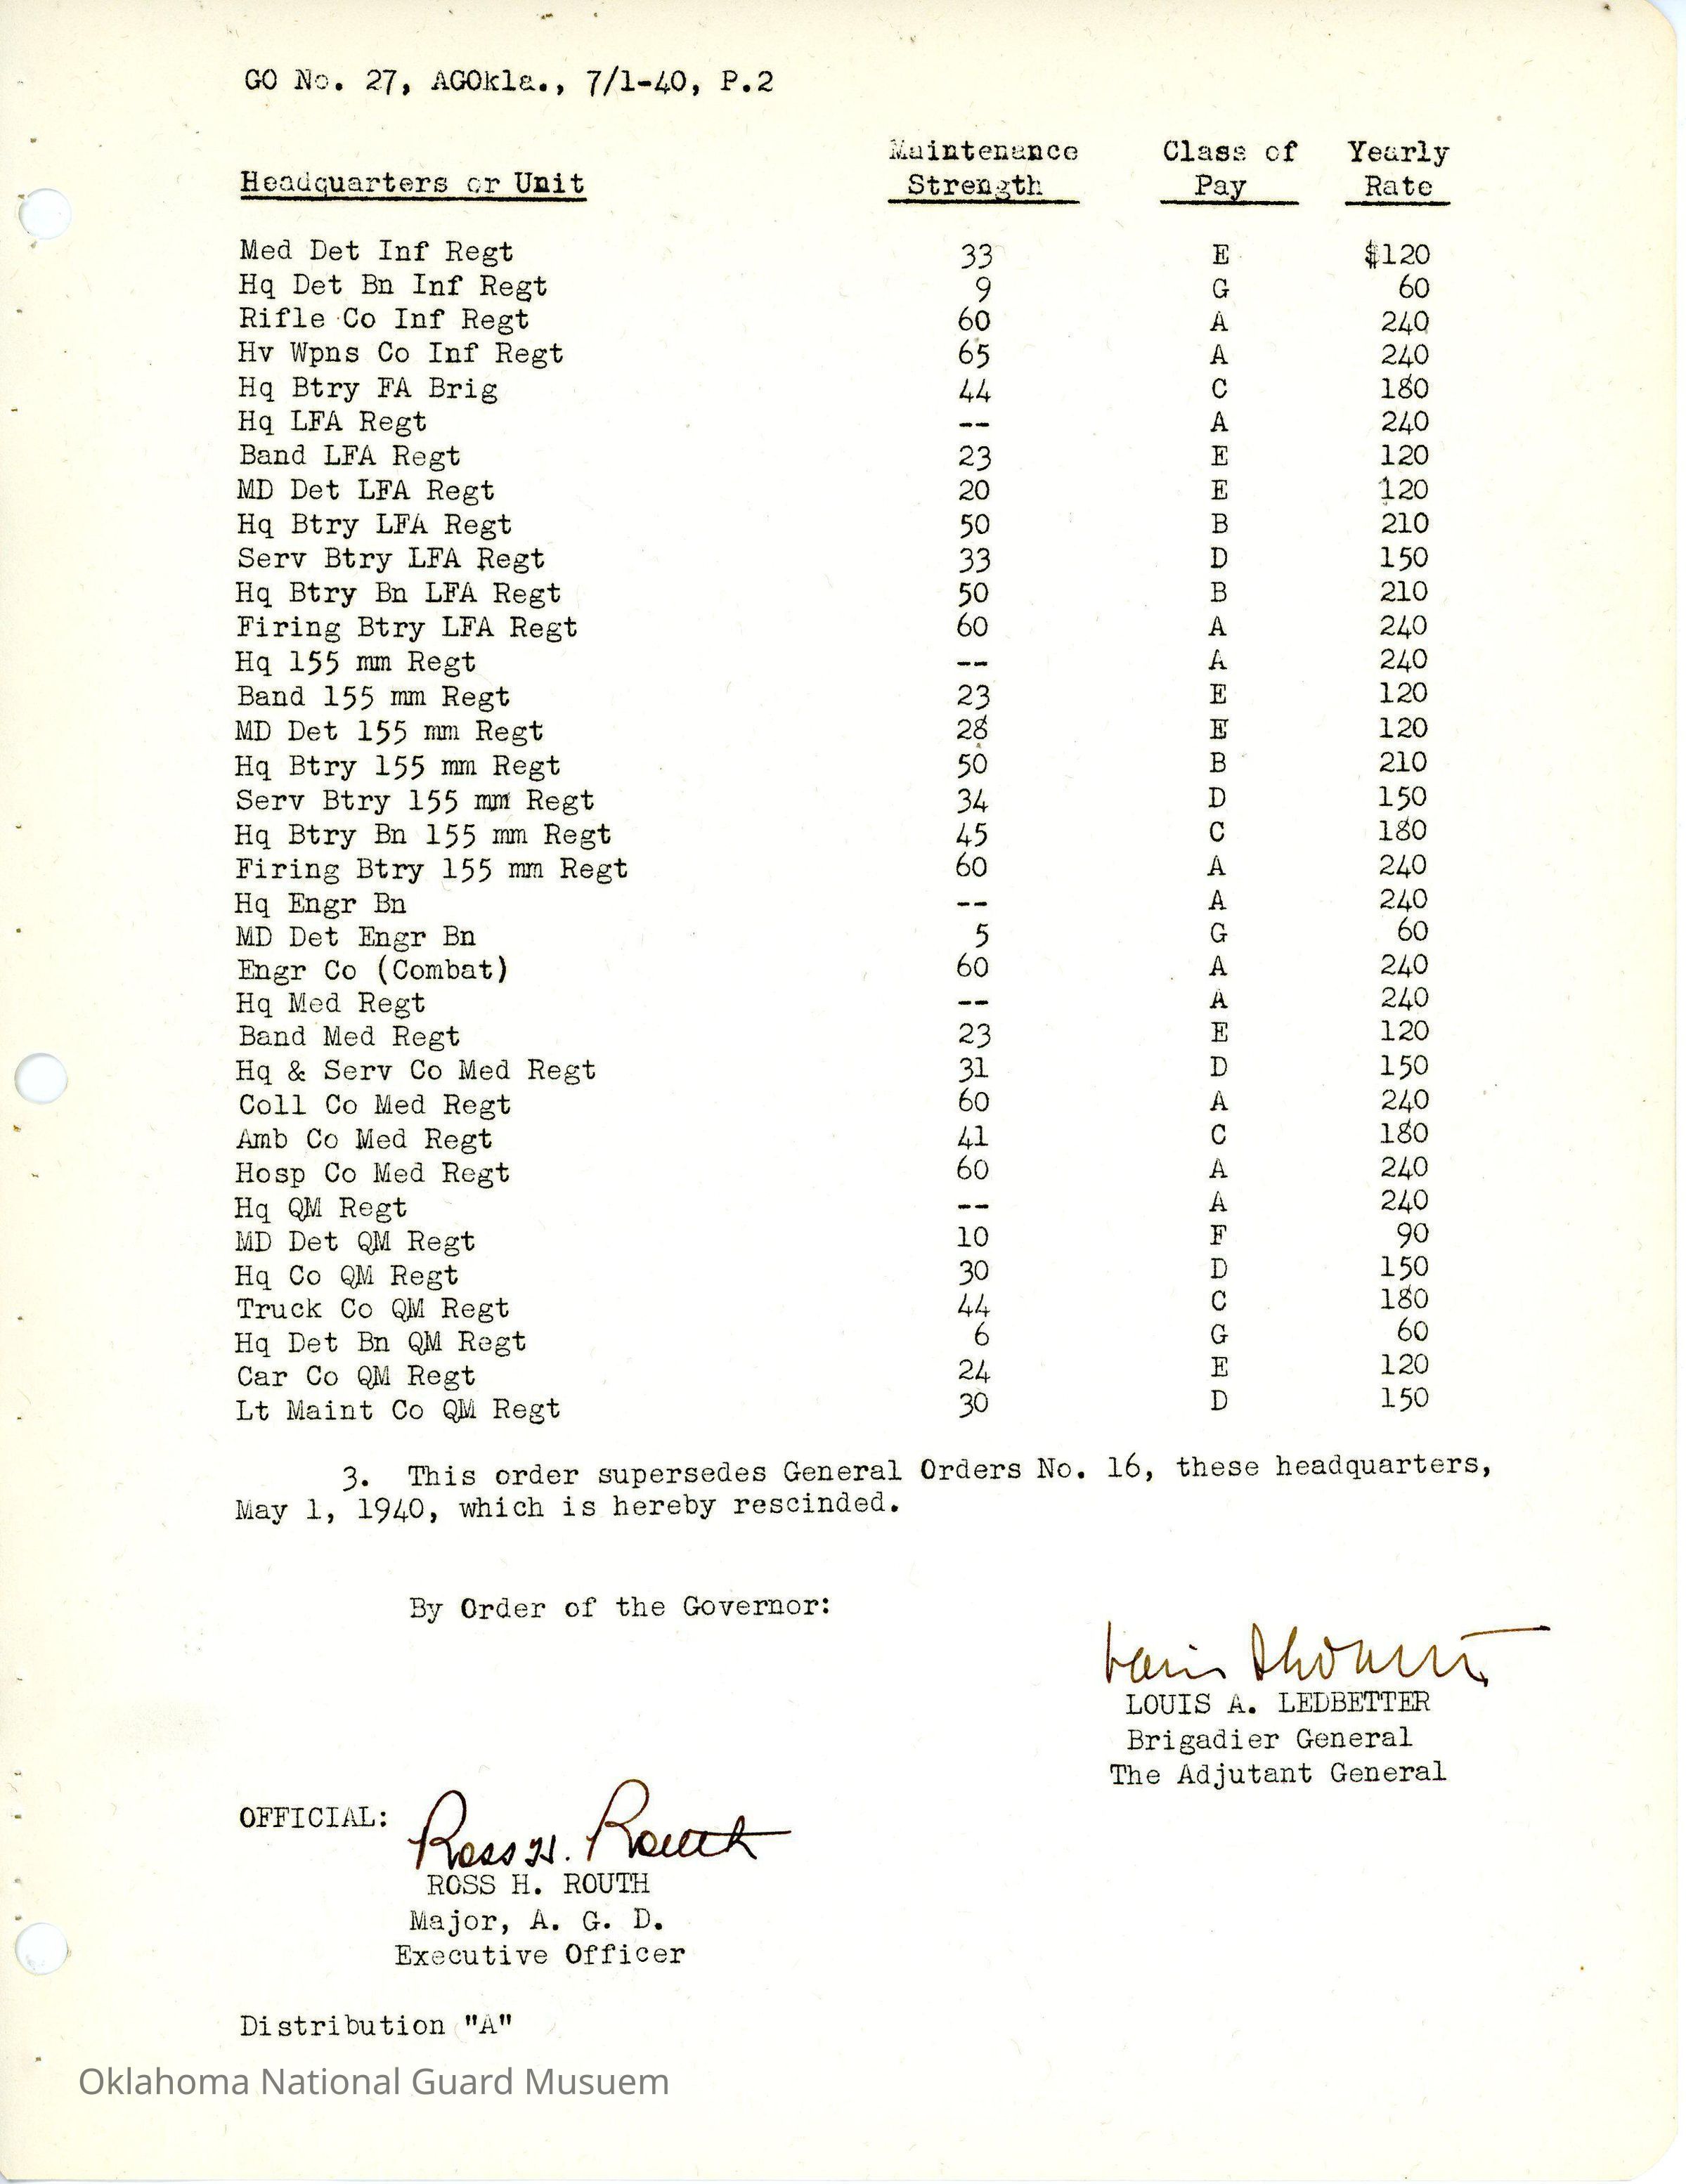 GO No. 27, AGOkla., 7/1-40, P.2
Maintenance Class of Yearly
Headquarters or Unit Strength Pay Rate
Med Det Inf Regt 33 E $120
Hq Det Bn Inf Regt 9 G 60
Rifle Co Inf Regt 60 A 240
Hv Wpns Co Inf Regt 65 A 240
Hq Btry FA Brig 44 C 180
Hq LFA Regt -- A 240
Band LFA Regt 23 E 120
MD Det LFA Regt 20 E 120
Hq Btry LFA Regt 50 B 210
Serv Btry LFA Regt 33 D 150
Hq Btry Bn LFA Regt 50 B 210
Firing Btry LFA Regt 60 A 240
Hq 155 mm Regt -- A 240
Band 155 mm Regt 23 E 120
MD Det 155 mm Regt 28 E 120
Hq Btry 155 mm Regt 50 B 210
Serv Btry 155 mm Regt 34 D 150
Hq Btry Bn 155 mm Regt 45 C 180
Firing Btry 155 mm Regt 60 A 240
Hq Engr Bn -- A 240
MD Det Engr Bn 5 G 60
Engr Co (Combat) 60 A 240
Hq Med Regt -- A 240
Band Med Regt 23 E 120
Hq & Serv Co Med Regt 31 D 150
Coll Co Med Regt 60 A 240
Amb Co Med Regt 41 C 180
Hosp Co Med Regt 60 A 240
Hq QM Regt -- A 240
MD Det QM Regt 10 F 90
Hq Co QM Regt 30 D 150
Truck Co QM Regt 44 C 180
Hq Det Bn QM Regt 6 G 60
Car Co QM Regt 24 E 120
Lt Maint Co QM Regt 30 D 150
3. This order supersedes General Orders No. 16, these headquarters,
May 1, 1940, which is hereby rescinded.
By Order of the Governor:
LOUIS A. LEDBETTER
Brigadier General
The Adjutant General
OFFICIAL:
Ross H. Routh
ROSS H. ROUTH
Major, A. G. D.
Executive Officer
Distribution "A"
Oklahoma National Guard Musuem